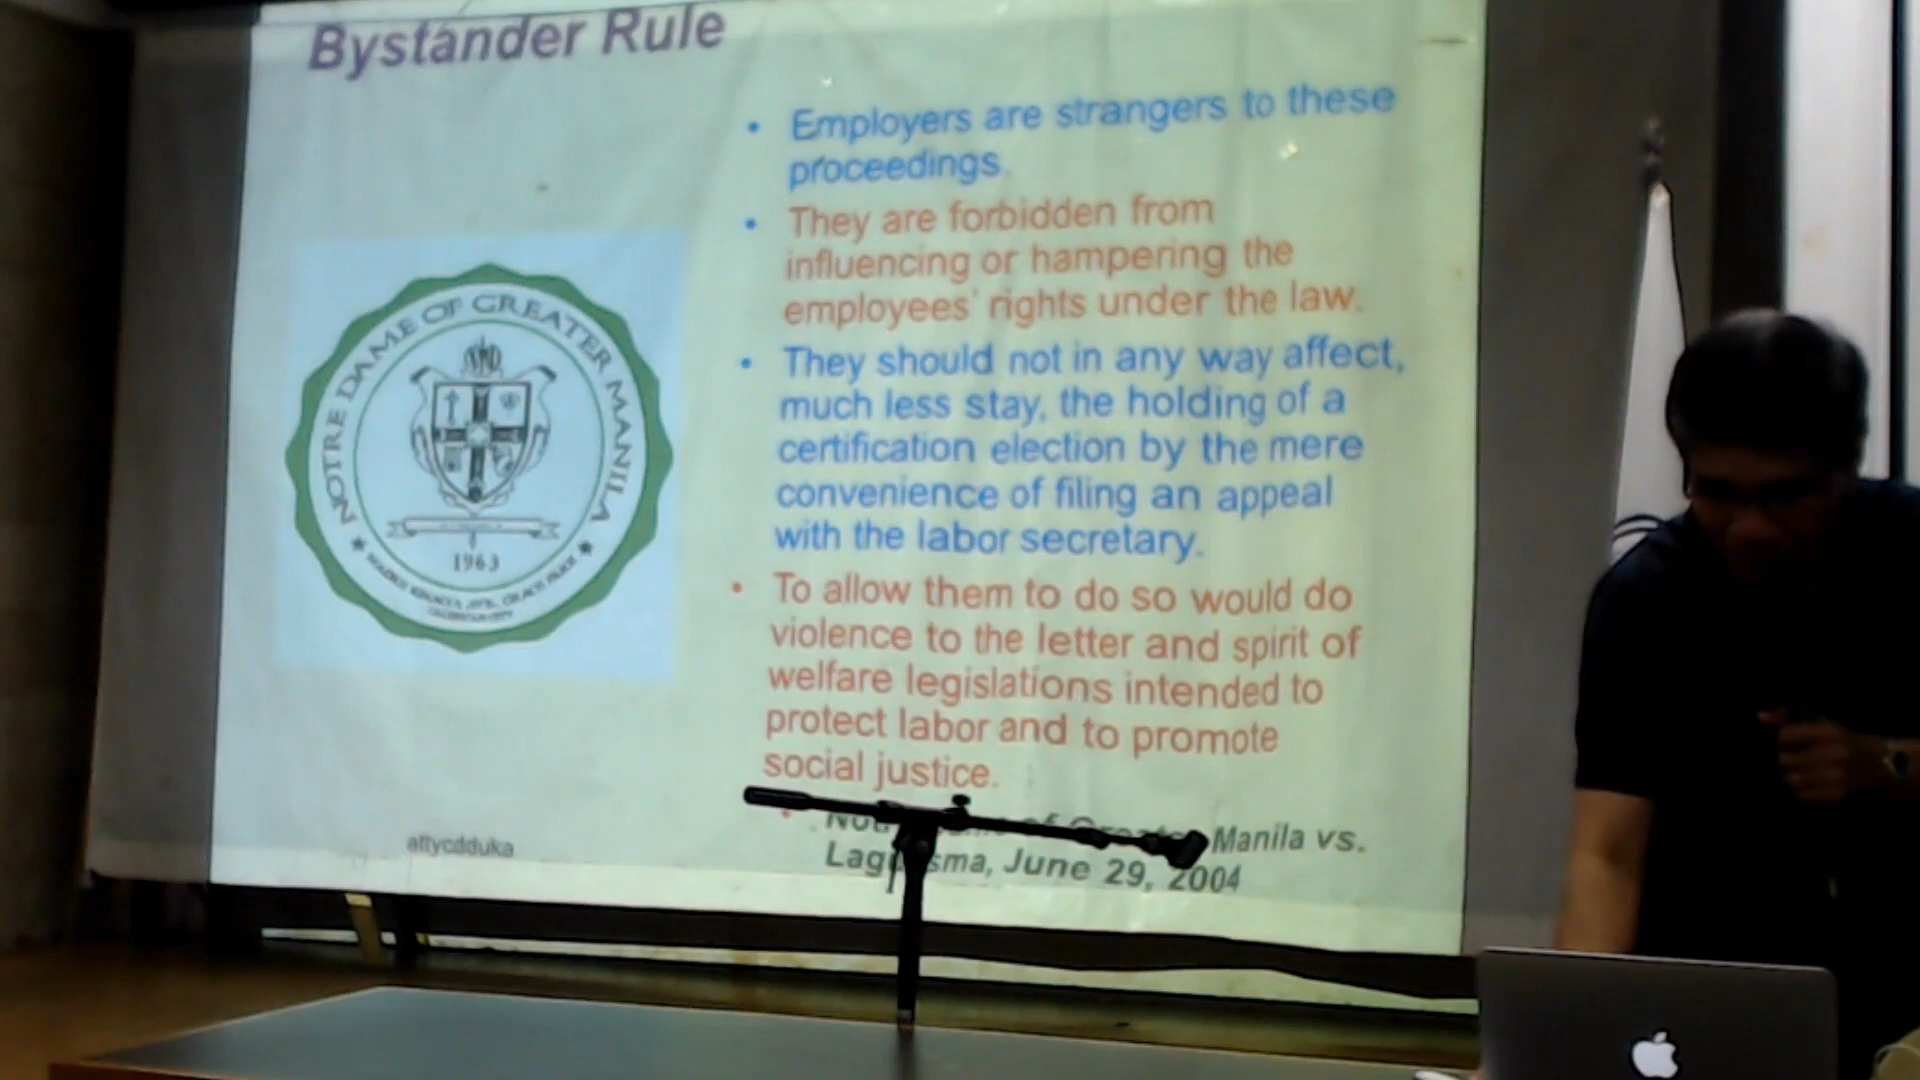 Bystander Rule
• Employers are strangers to these
proceedings.
• They are forbidden from
influencing or hampering the
employees' rights under the law.
• They should not in any way affect,
much less stay, the holding of a
certification election by the mere
convenience of filing an appeal
with the labor secretary.
• To allow them to do so would do
violence to the letter and spirit of
welfare legislations intended to
protect labor and to promote
social justice.
Manila vs.
June 29, 2004
NOTRE DAME OF GREATER MANILA
1963
attycdduka